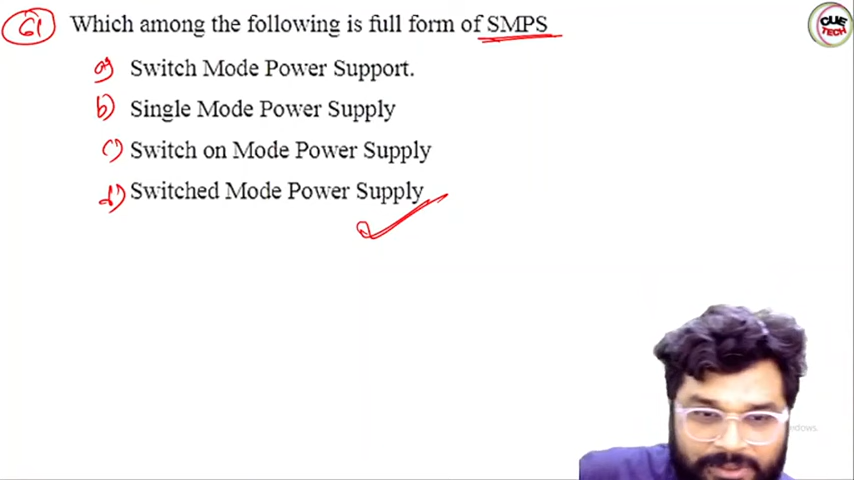 61 Which among the following is full form of SMPS
a) Switch Mode Power Support.
b) Single Mode Power Supply
c) Switch on Mode Power Supply
d) Switched Mode Power Supply
CUE
TECH